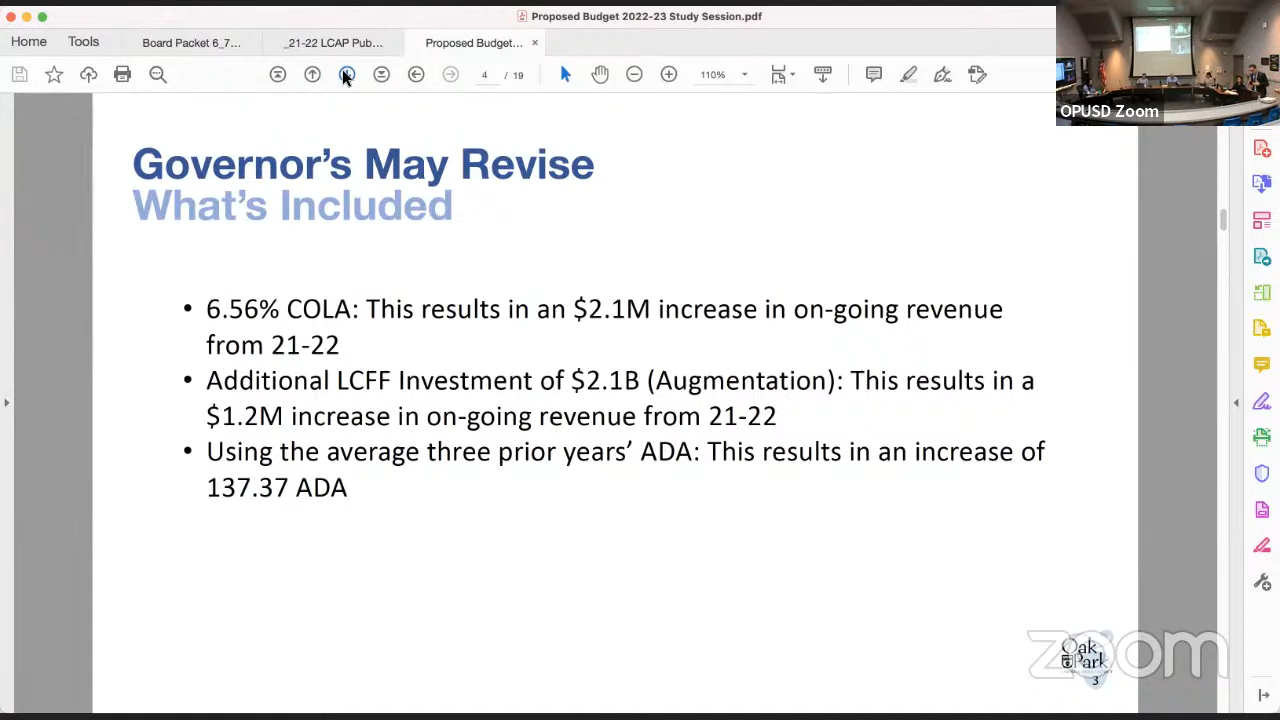 Proposed Budget 2022-23 Study Session.pdf
Home
Tools
Board Packet 6_7...
_21-22 LCAP Pub...
Proposed Budget...
4 / 19
110%
OPUSD Zoom
Governor’s May Revise
What’s Included
• 6.56% COLA: This results in an $2.1M increase in on-going revenue
from 21-22
• Additional LCFF Investment of $2.1B (Augmentation): This results in a
$1.2M increase in on-going revenue from 21-22
• Using the average three prior years’ ADA: This results in an increase of
137.37 ADA
zoom
Oak
Park
3